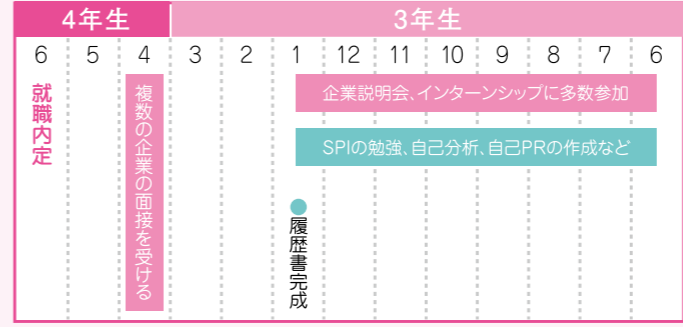 4年生
3年生
6 5 4 3 2 1 12 11 10 9 8 7 6
就職内定
複数の企業の面接を受ける
企業説明会、インターンシップに多数参加
SPIの勉強、自己分析、自己PRの作成など
履歴書完成